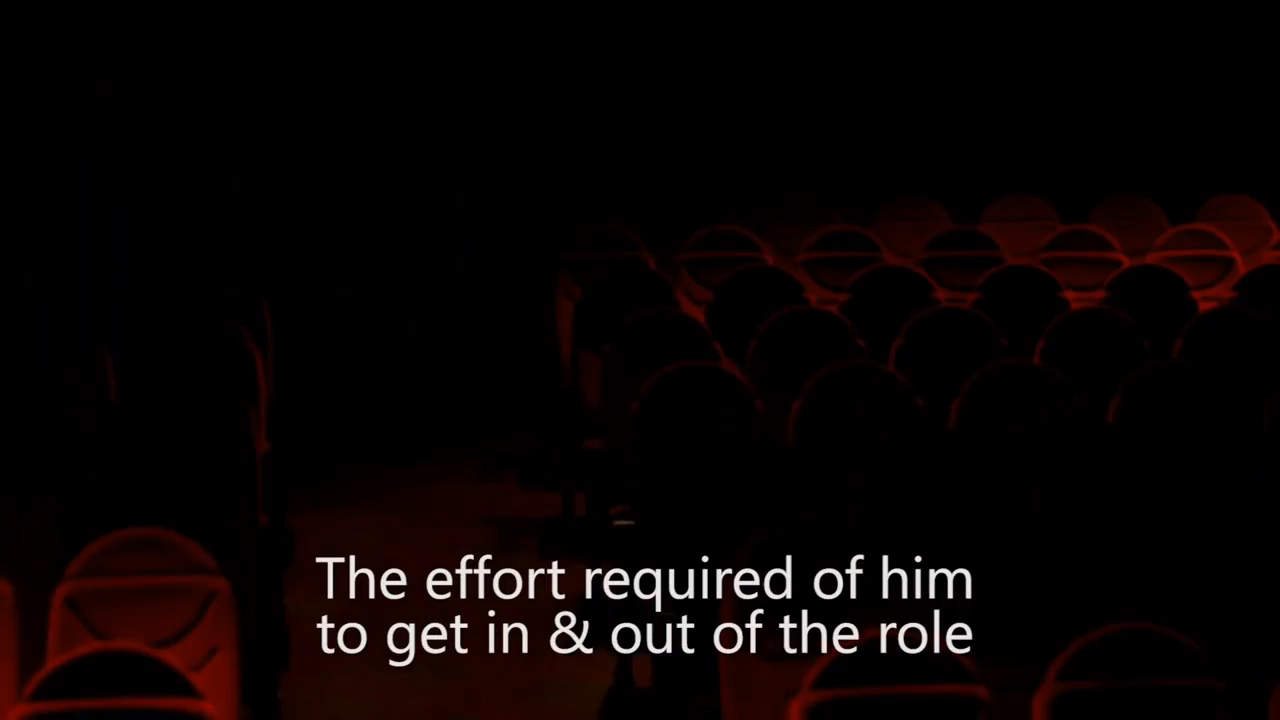 The effort required of him
to get in & out of the role